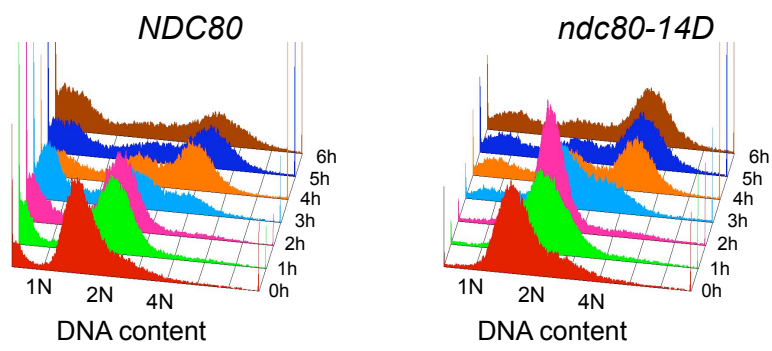 NDC80
6h
5h
4h
3h
2h
1h
0h
1N 2N 4N
DNA content
ndc80-14D
6h
5h
4h
3h
2h
1h
0h
1N 2N 4N
DNA content